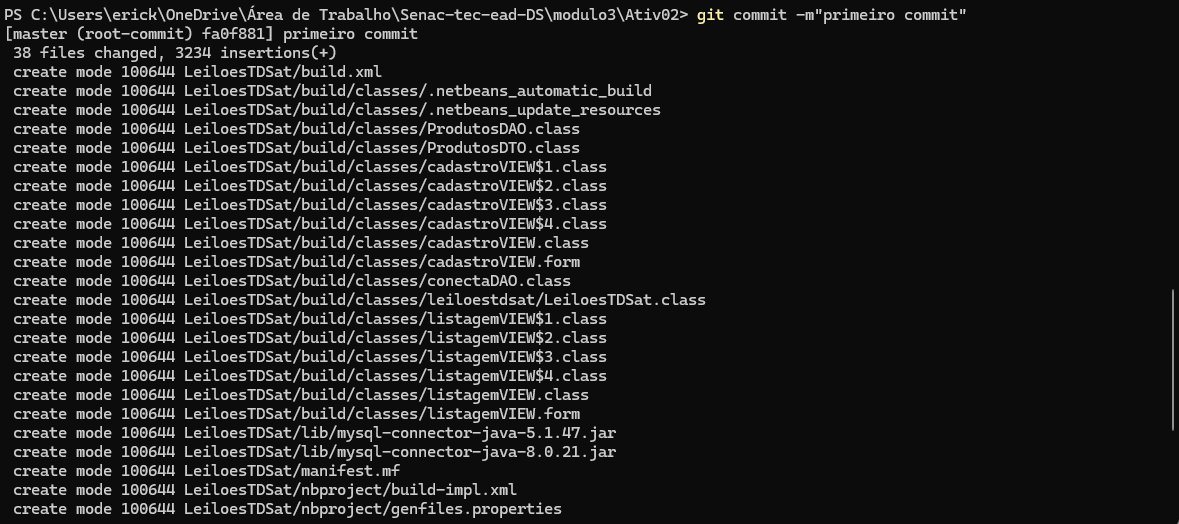 PS C:\Users\erick\OneDrive\Área de Trabalho\Senac-tec-ead-DS\modulo3\Ativ02> git commit -m"primeiro commit"
[master (root-commit) fa0f881] primeiro commit
 38 files changed, 3234 insertions(+)
 create mode 100644 LeiloesTDSat/build.xml
 create mode 100644 LeiloesTDSat/build/classes/.netbeans_automatic_build
 create mode 100644 LeiloesTDSat/build/classes/.netbeans_update_resources
 create mode 100644 LeiloesTDSat/build/classes/ProdutosDAO.class
 create mode 100644 LeiloesTDSat/build/classes/ProdutosDTO.class
 create mode 100644 LeiloesTDSat/build/classes/cadastroVIEW$1.class
 create mode 100644 LeiloesTDSat/build/classes/cadastroVIEW$2.class
 create mode 100644 LeiloesTDSat/build/classes/cadastroVIEW$3.class
 create mode 100644 LeiloesTDSat/build/classes/cadastroVIEW$4.class
 create mode 100644 LeiloesTDSat/build/classes/cadastroVIEW.class
 create mode 100644 LeiloesTDSat/build/classes/cadastroVIEW.form
 create mode 100644 LeiloesTDSat/build/classes/conectaDAO.class
 create mode 100644 LeiloesTDSat/build/classes/leiloestdsat/LeiloesTDSat.class
 create mode 100644 LeiloesTDSat/build/classes/listagemVIEW$1.class
 create mode 100644 LeiloesTDSat/build/classes/listagemVIEW$2.class
 create mode 100644 LeiloesTDSat/build/classes/listagemVIEW$3.class
 create mode 100644 LeiloesTDSat/build/classes/listagemVIEW$4.class
 create mode 100644 LeiloesTDSat/build/classes/listagemVIEW.class
 create mode 100644 LeiloesTDSat/build/classes/listagemVIEW.form
 create mode 100644 LeiloesTDSat/lib/mysql-connector-java-5.1.47.jar
 create mode 100644 LeiloesTDSat/lib/mysql-connector-java-8.0.21.jar
 create mode 100644 LeiloesTDSat/manifest.mf
 create mode 100644 LeiloesTDSat/nbproject/build-impl.xml
 create mode 100644 LeiloesTDSat/nbproject/genfiles.properties